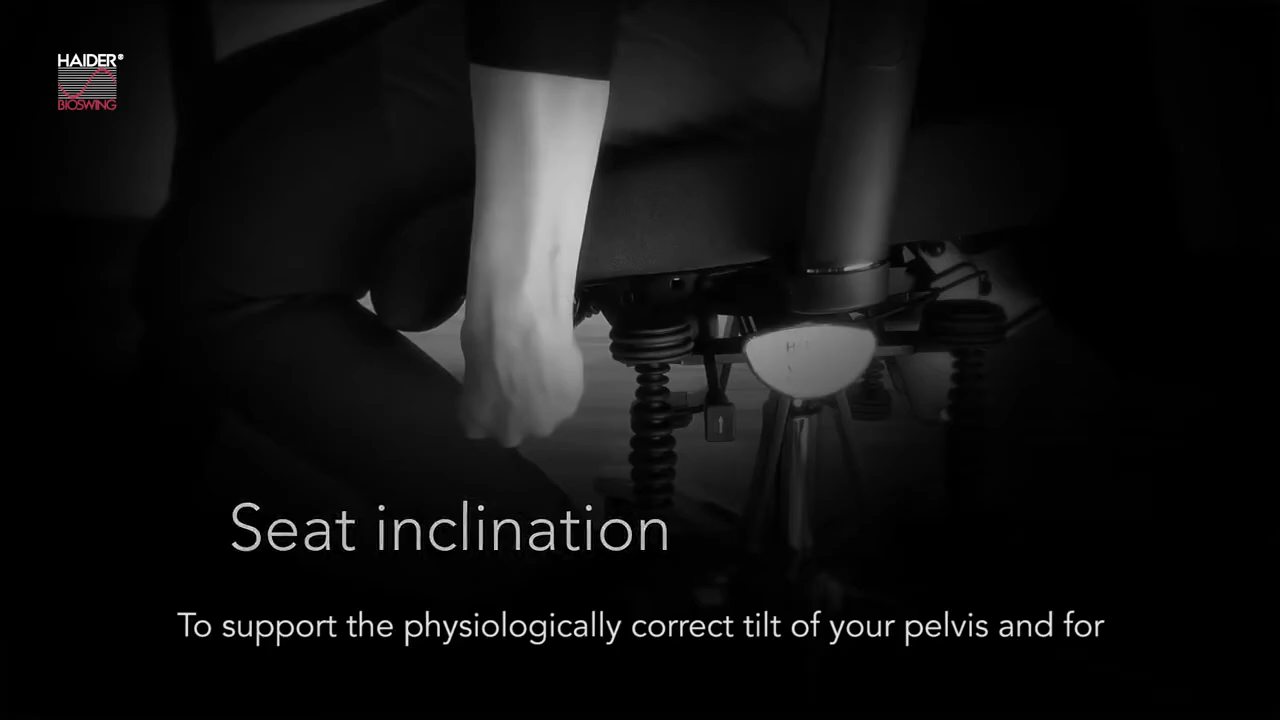 HAIDER®
BIOSWING
Seat inclination
To support the physiologically correct tilt of your pelvis and for